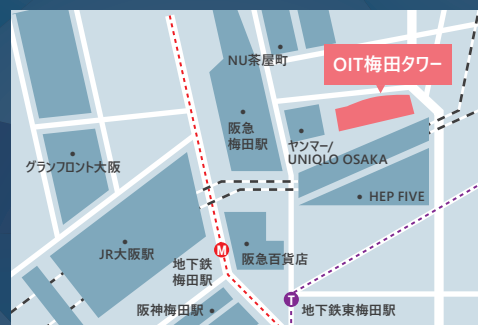 NU茶屋町
OIT梅田タワー
阪急
梅田駅
ヤンマー/
UNIQLO OSAKA
グランフロント大阪
HEP FIVE
JR大阪駅
M
地下鉄
梅田駅
阪急百貨店
T
阪神梅田駅
地下鉄東梅田駅